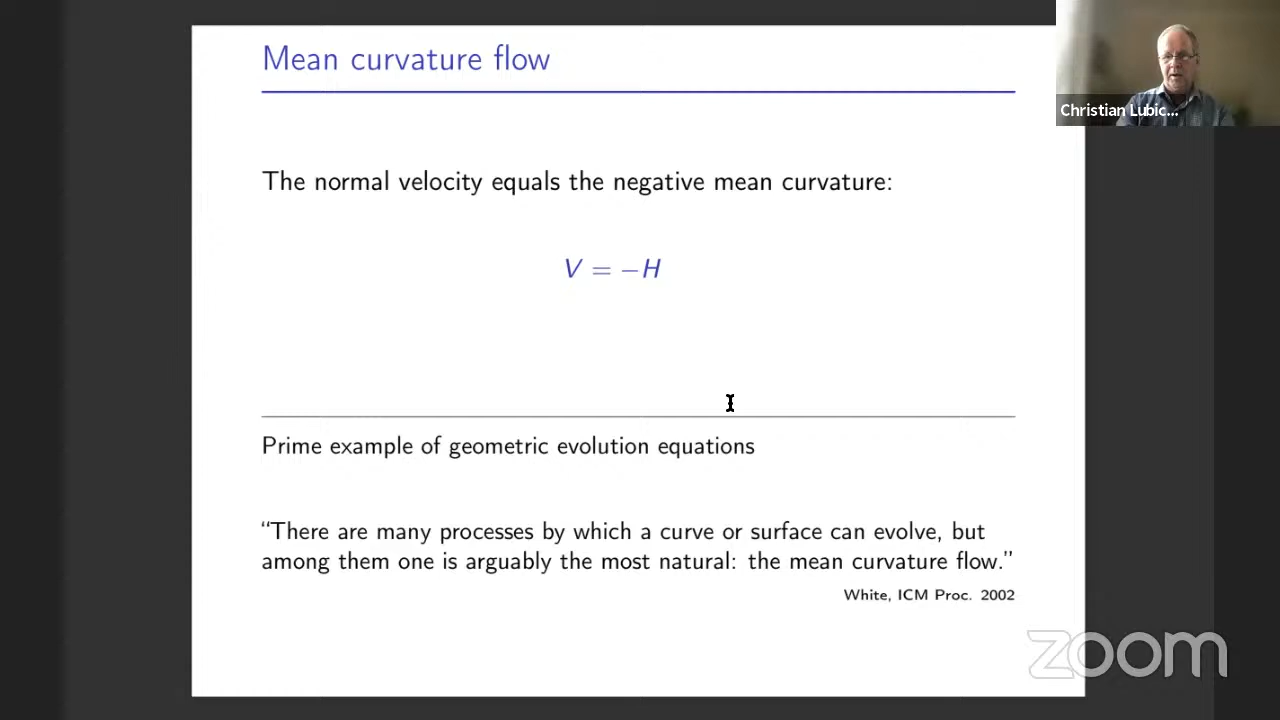 Mean curvature flow
Christian Lubic...
The normal velocity equals the negative mean curvature:
V = −H
Prime example of geometric evolution equations
“There are many processes by which a curve or surface can evolve, but
among them one is arguably the most natural: the mean curvature flow.”
White, ICM Proc. 2002
zoom